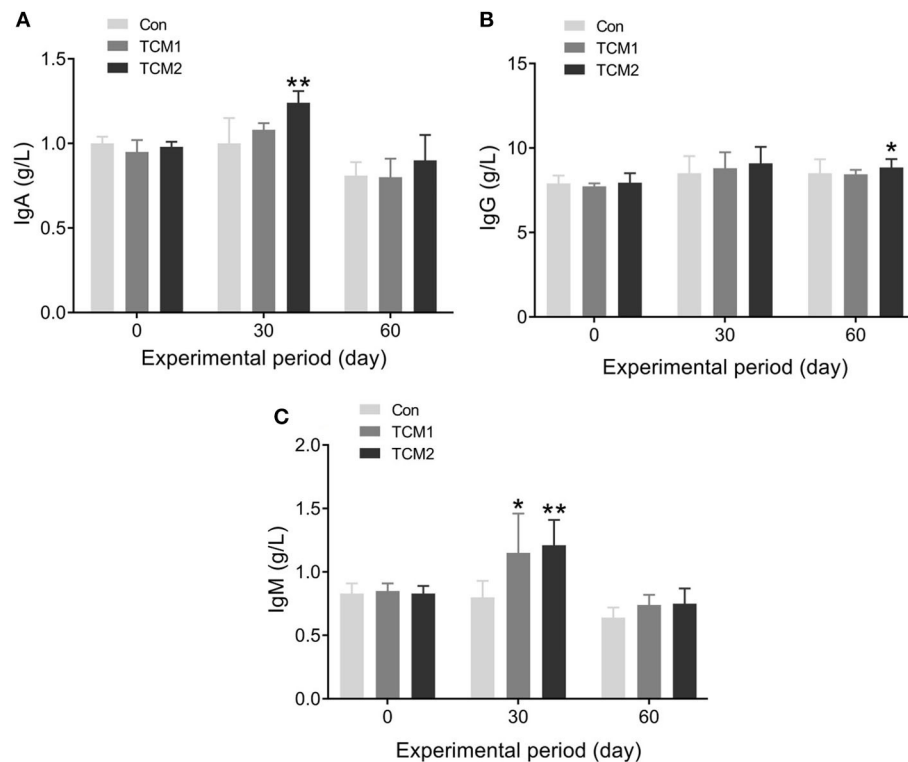 A
Con
TCM1
TCM2
IgA (g/L)
1.5
1.0
0.5
0.0
**
0 30 60
Experimental period (day)
B
Con
TCM1
TCM2
IgG (g/L)
15
10
5
0
*
0 30 60
Experimental period (day)
C
Con
TCM1
TCM2
IgM (g/L)
2.0
1.5
1.0
0.5
0.0
* **
0 30 60
Experimental period (day)